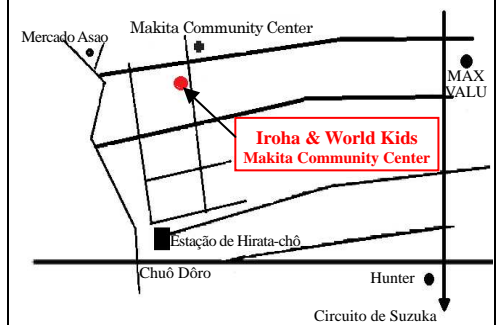 Makita Community Center
Mercado Asao
MAX
VALU
Iroha & World Kids
Makita Community Center
Estação de Hirata-chô
Chuô Dôro
Hunter
Circuito de Suzuka